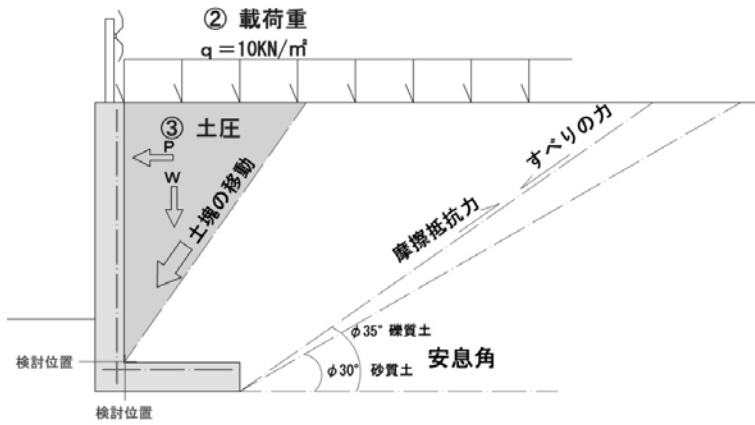 ② 載荷重
q=10KN/㎡
③ 土圧
P
W
土塊の移動
すべりの力
摩擦抵抗力
φ35° 礫質土
φ30° 砂質土
安息角
検討位置
検討位置